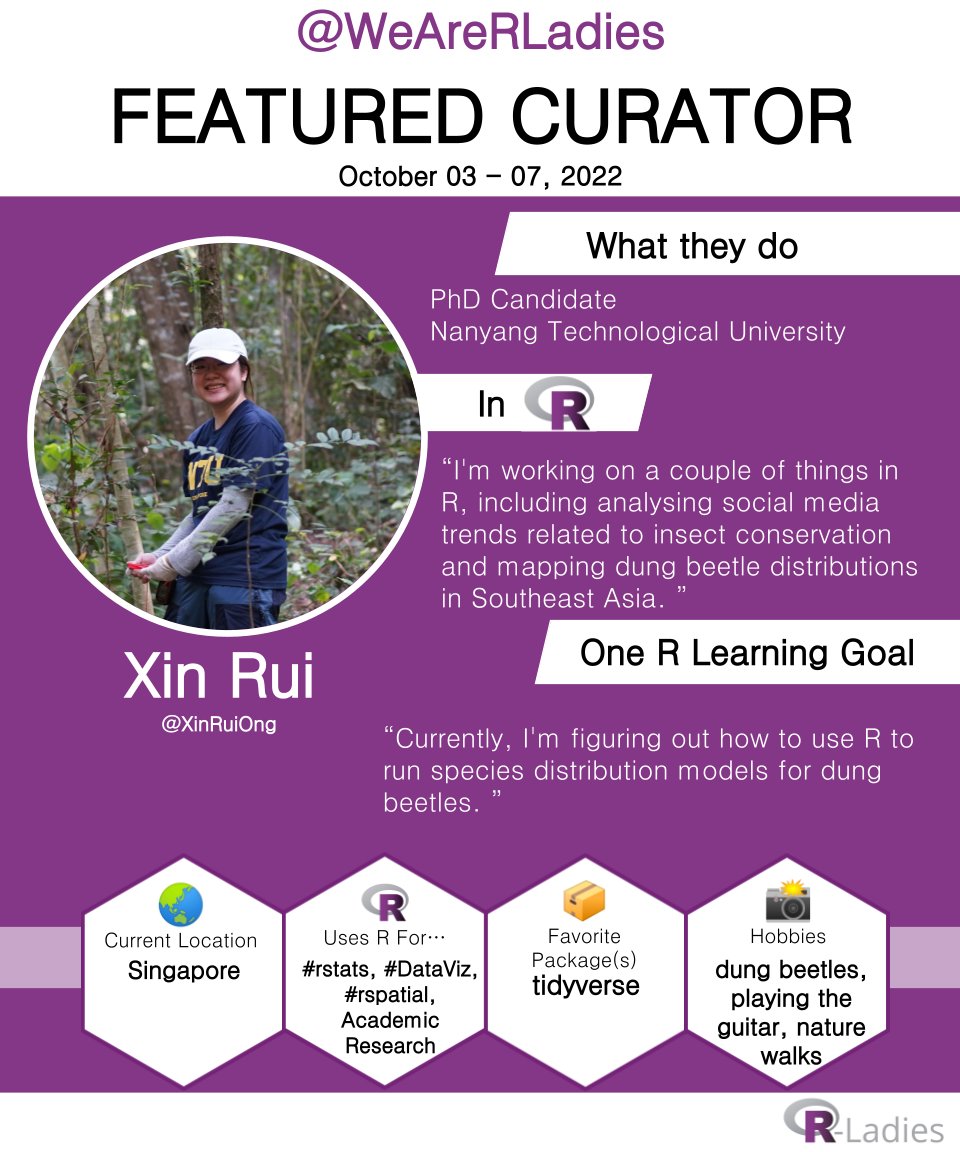 @WeAreRLadies
FEATURED CURATOR
October 03 – 07, 2022
What they do
PhD Candidate
Nanyang Technological University
In R
“I'm working on a couple of things in
R, including analysing social media
trends related to insect conservation
and mapping dung beetle distributions
in Southeast Asia. ”
Xin Rui
@XinRuiOng
One R Learning Goal
“Currently, I'm figuring out how to use R to
run species distribution models for dung
beetles. ”
Current Location
Singapore
R
Uses R For…
#rstats, #DataViz,
#rspatial,
Academic
Research
Favorite
Package(s)
tidyverse
Hobbies
dung beetles,
playing the
guitar, nature
walks
R-Ladies